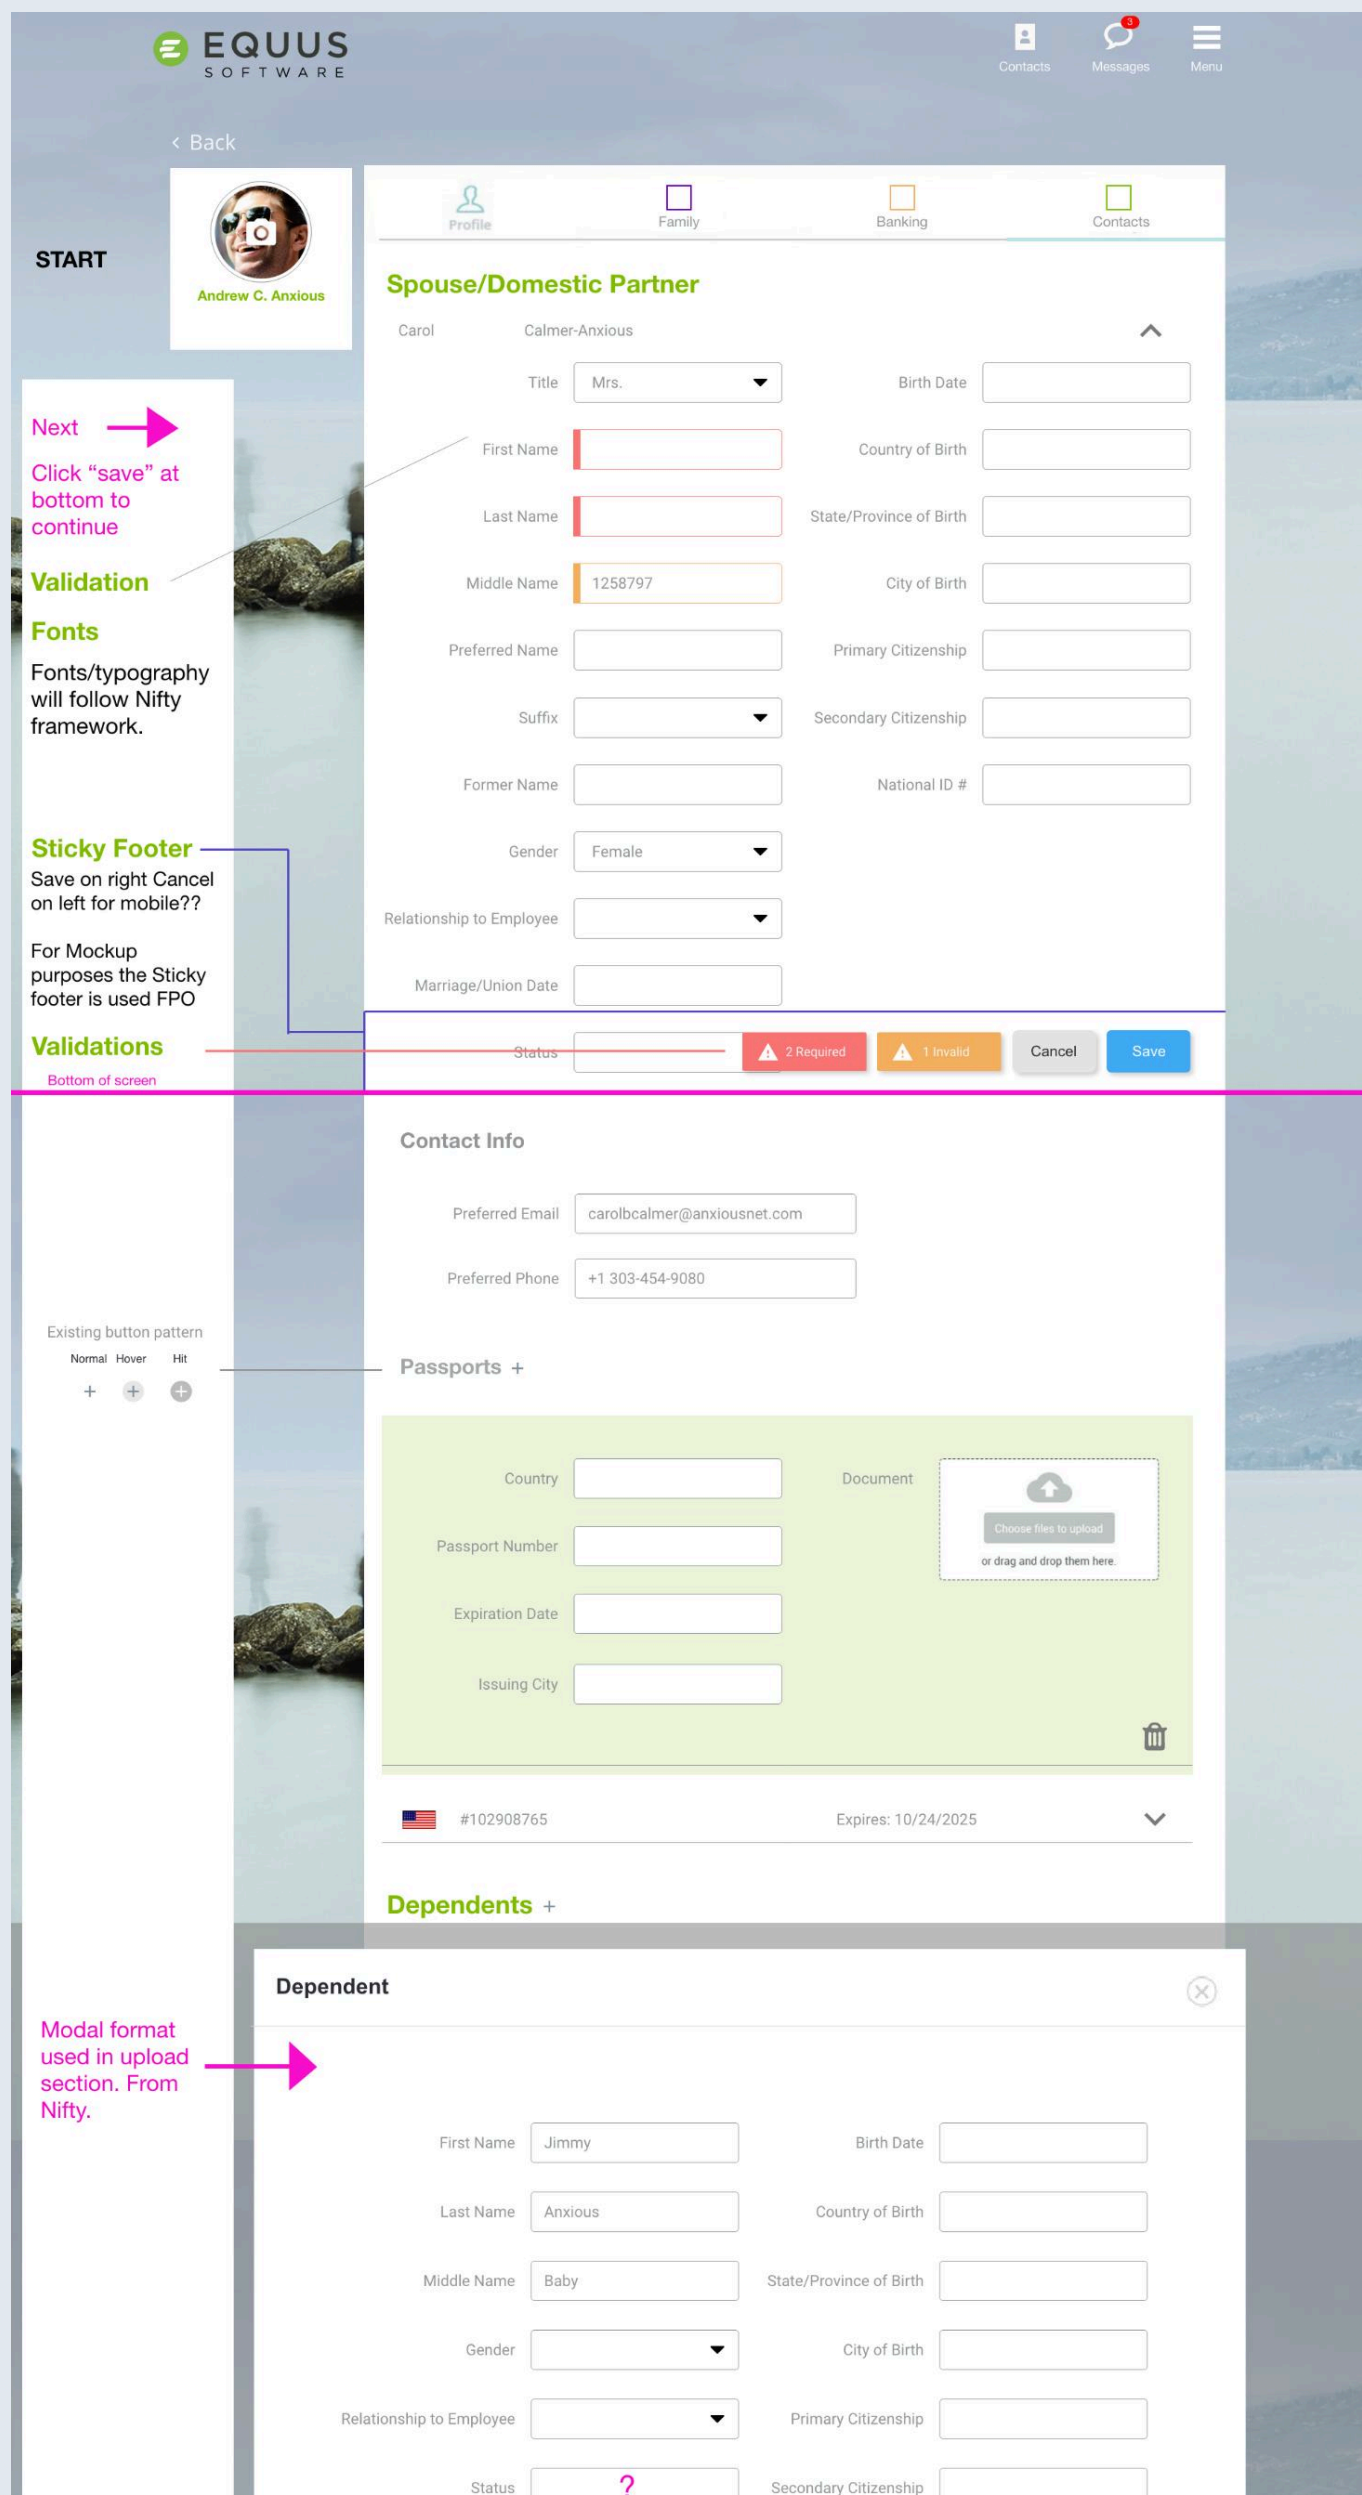 EQUUS
SOFTWARE
Contacts
3
Messages
Menu
< Back
START
Andrew C. Anxious
Profile
Family
Banking
Contacts
Next
Click “save” at
bottom to
continue
Validation
Fonts
Fonts/typography
will follow Nifty
framework.
Sticky Footer
Save on right Cancel
on left for mobile??
For Mockup
purposes the Sticky
footer is used FPO
Validations
Bottom of screen
Spouse/Domestic Partner
Carol Calmer-Anxious
Title Mrs. Birth Date
First Name Country of Birth
Last Name State/Province of Birth
Middle Name 1258797 City of Birth
Preferred Name Primary Citizenship
Suffix Secondary Citizenship
Former Name National ID #
Gender Female
Relationship to Employee
Marriage/Union Date
Status 2 Required 1 Invalid Cancel Save
Contact Info
Preferred Email carolbcalmer@anxiousnet.com
Preferred Phone +1 303-454-9080
Existing button pattern
Normal Hover Hit
+ + +
Passports +
Country Document
Choose files to upload
or drag and drop them here.
Passport Number
Expiration Date
Issuing City
#102908765 Expires: 10/24/2025
Dependents +
Dependent
Modal format
used in upload
section. From
Nifty.
First Name Jimmy Birth Date
Last Name Anxious Country of Birth
Middle Name Baby State/Province of Birth
Gender City of Birth
Relationship to Employee Primary Citizenship
Status ? Secondary Citizenship